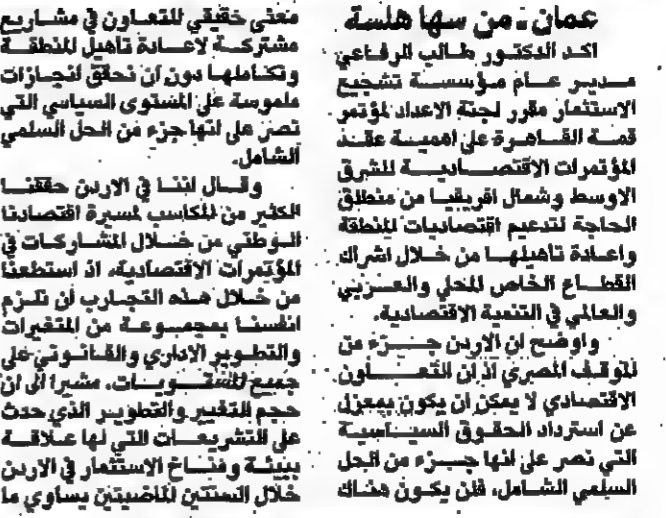 عمان - من سها هلسة
اكد الدكتور طالب الرفاعي
مدير عام مؤسسة تشجيع
الاستثمار مقرر لجنة الاعداد لمؤتمر
قمة القاهرة على اهمية عقد
المؤتمرات الاقتصادية للشرق
الاوسط وشمال افريقيا من منطلق
الحاجة لتدعيم اقتصاديات المنطقة
واعادة تاهيلها من خلال اشراك
القطاع الخاص المحلي والعربي
والعالمي في التنمية الاقتصادية.
واوضح ان الاردن جزء من
الموقف المصري اذ ان التعاون
الاقتصادي لا يمكن ان يكون بمعزل
عن استرداد الحقوق السياسية
التي نصر على انها جزء من الحل
السلمي الشامل، فلن يكون هناك
معنى حقيقي للتعاون في مشاريع
مشتركة لاعادة تاهيل المنطقة
وتكاملها دون ان نحقق انجازات
ملموسة على المستوى السياسي التي
نصر على انها جزء من الحل السلمي
الشامل.
وقال اننا في الاردن حققنا
الكثير من المكاسب لمسيرة اقتصادنا
الوطني من خلال المشاركات في
المؤتمرات الاقتصادية، اذ استطعنا
من خلال هذه التجارب ان نلزم
انفسنا بمجموعة من المتغيرات
والتطوير الاداري والقانوني على
جميع المستويات، مشيرا الى ان
حجم التغيير والتطوير الذي حدث
على التشريعات التي لها علاقة
ببيئة ومناخ الاستثمار في الاردن
خلال السنتين الماضيتين يساوي ما